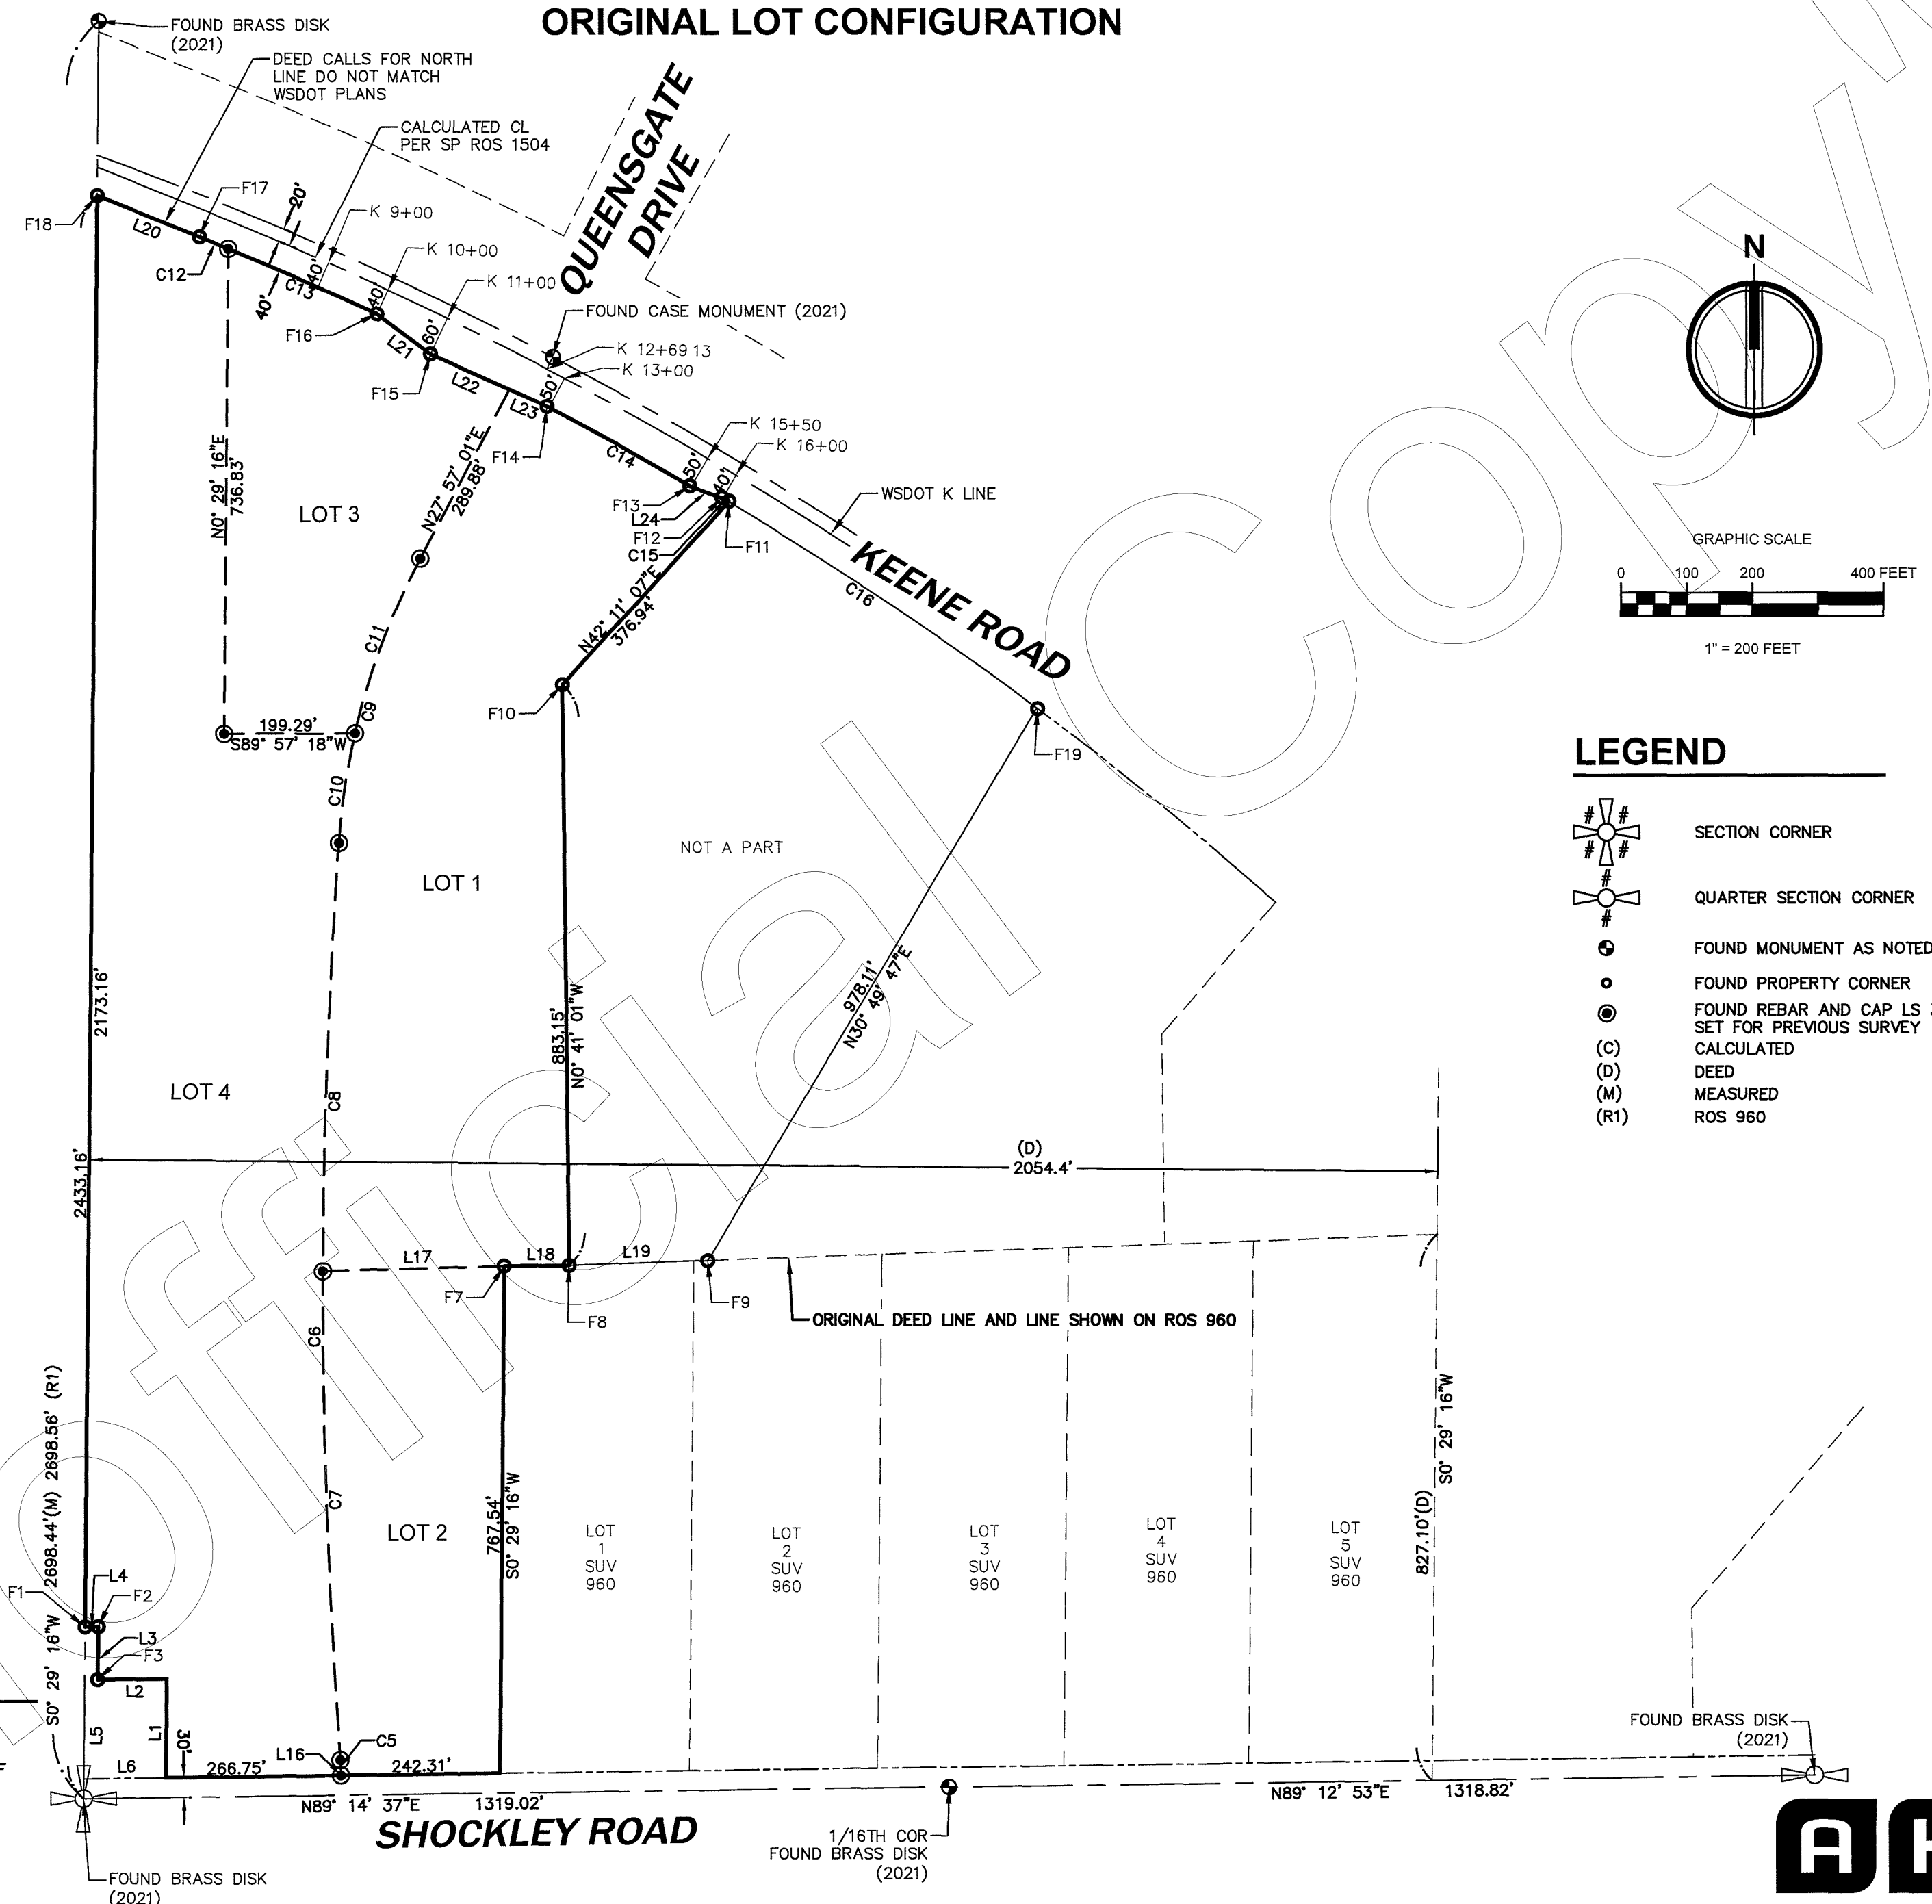 ORIGINAL LOT CONFIGURATION
FOUND BRASS DISK
(2021)
DEED CALLS FOR NORTH
LINE DO NOT MATCH
WSDOT PLANS
CALCULATED CL
PER SP ROS 1504
QUEENSGATE
DRIVE
F17
20'
K 9+00
F18
L20
K 10+00
C12
40'
C13
40'
40'
K 11+00
FOUND CASE MONUMENT (2021)
F16
L21
60'
K 12+69 13
K 13+00
F15
L22
L23
50'
F14
K 15+50
K 16+00
C14
50'
40'
WSDOT K LINE
F13
L24
F12
C15
F11
KEENE ROAD
C16
N0° 29' 16"E
736.83'
LOT 3
N27° 57' 01"E
289.88'
N42° 11' 07"E
376.94'
C11
C9
F10
199.29'
S89° 57' 18"W
F19
C10
NOT A PART
LOT 1
N
GRAPHIC SCALE
0 100 200 400 FEET
1" = 200 FEET
LEGEND
# # # #
SECTION CORNER
#
QUARTER SECTION CORNER
#
FOUND MONUMENT AS NOTED
FOUND PROPERTY CORNER
FOUND REBAR AND CAP LS
SET FOR PREVIOUS SURVEY
(C) CALCULATED
(D) DEED
(M) MEASURED
(R1) ROS 960
2173.16'
978.11'
N30° 49' 47"E
883.15'
N0° 41' 01"W
LOT 4
C8
2433.16'
(D)
2054.4'
L17
L18
L19
F7
F8
F9
ORIGINAL DEED LINE AND LINE SHOWN ON ROS 960
C6
2698.44'(M) 2698.56' (R1)
S0° 29' 16"W
C7
LOT 2
767.54'
S0° 29' 16"W
LOT
1
SUV
960
LOT
2
SUV
960
LOT
3
SUV
960
LOT
4
SUV
960
LOT
5
SUV
960
827.10'(D)
S0° 29' 16"W
L4
F1
F2
L3
F3
L2
L5
L1
30'
L6
266.75'
L16
C5
242.31'
N89° 14' 37"E 1319.02'
SHOCKLEY ROAD
1/16TH COR
FOUND BRASS DISK
(2021)
N89° 12' 53"E 1318.82'
FOUND BRASS DISK
(2021)
FOUND BRASS DISK
(2021)
A
official Copy